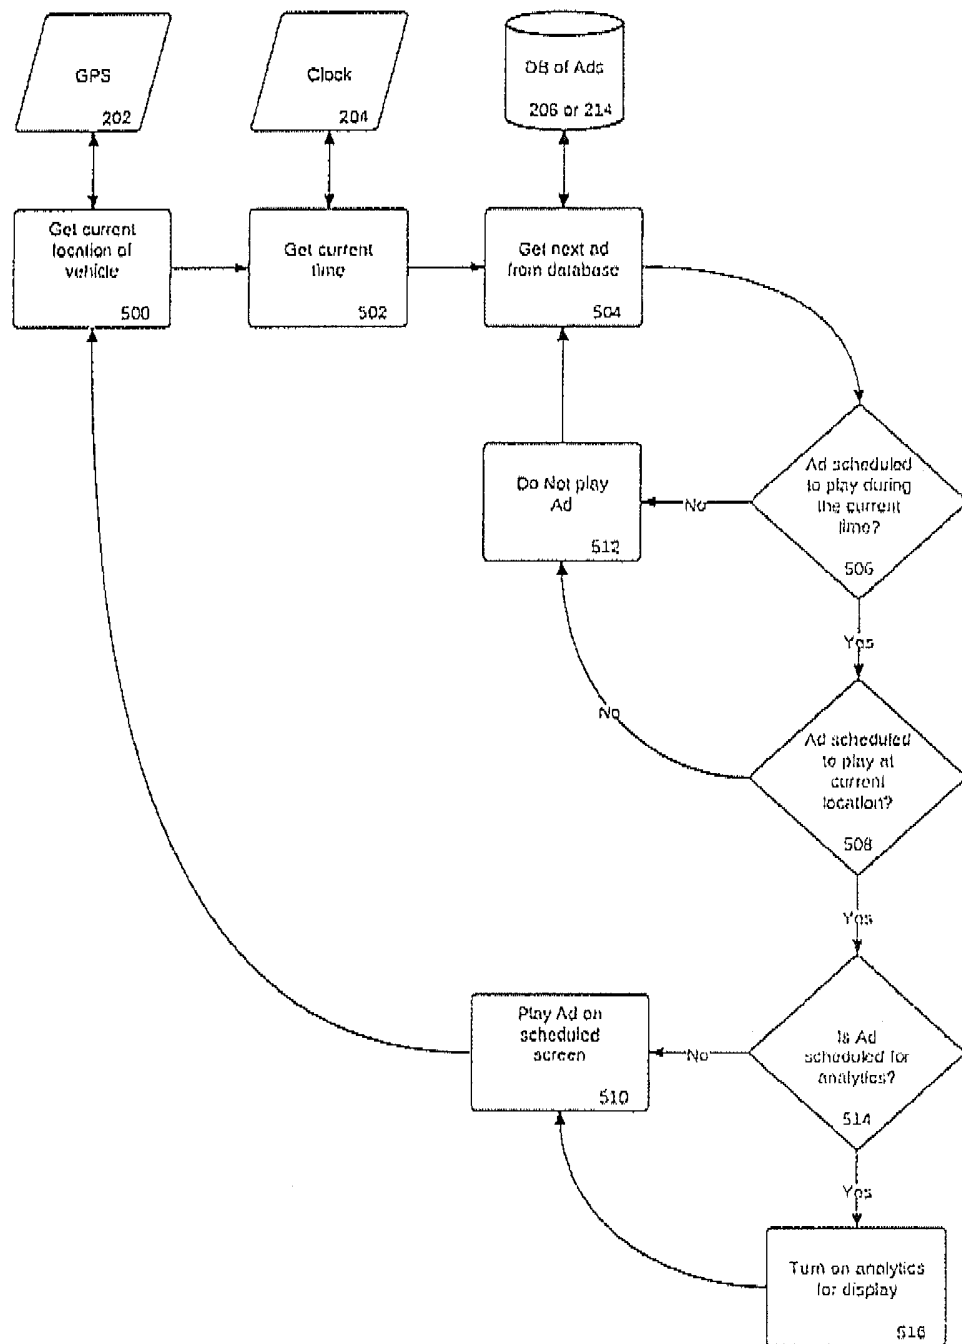 GPS
202
Clock
204
DB of Ads
206 or 214
Get current
location of
vehicle
500
Get current
time
502
Get next ad
from database
504
Ad scheduled
to play during
the current
time?
506
No
Do Not play
Ad
512
Yes
Ad scheduled
to play at
current
location?
508
No
Yes
Is Ad
scheduled for
analytics?
514
No
Play Ad on
scheduled
screen
510
Yes
Turn on analytics
for display
516